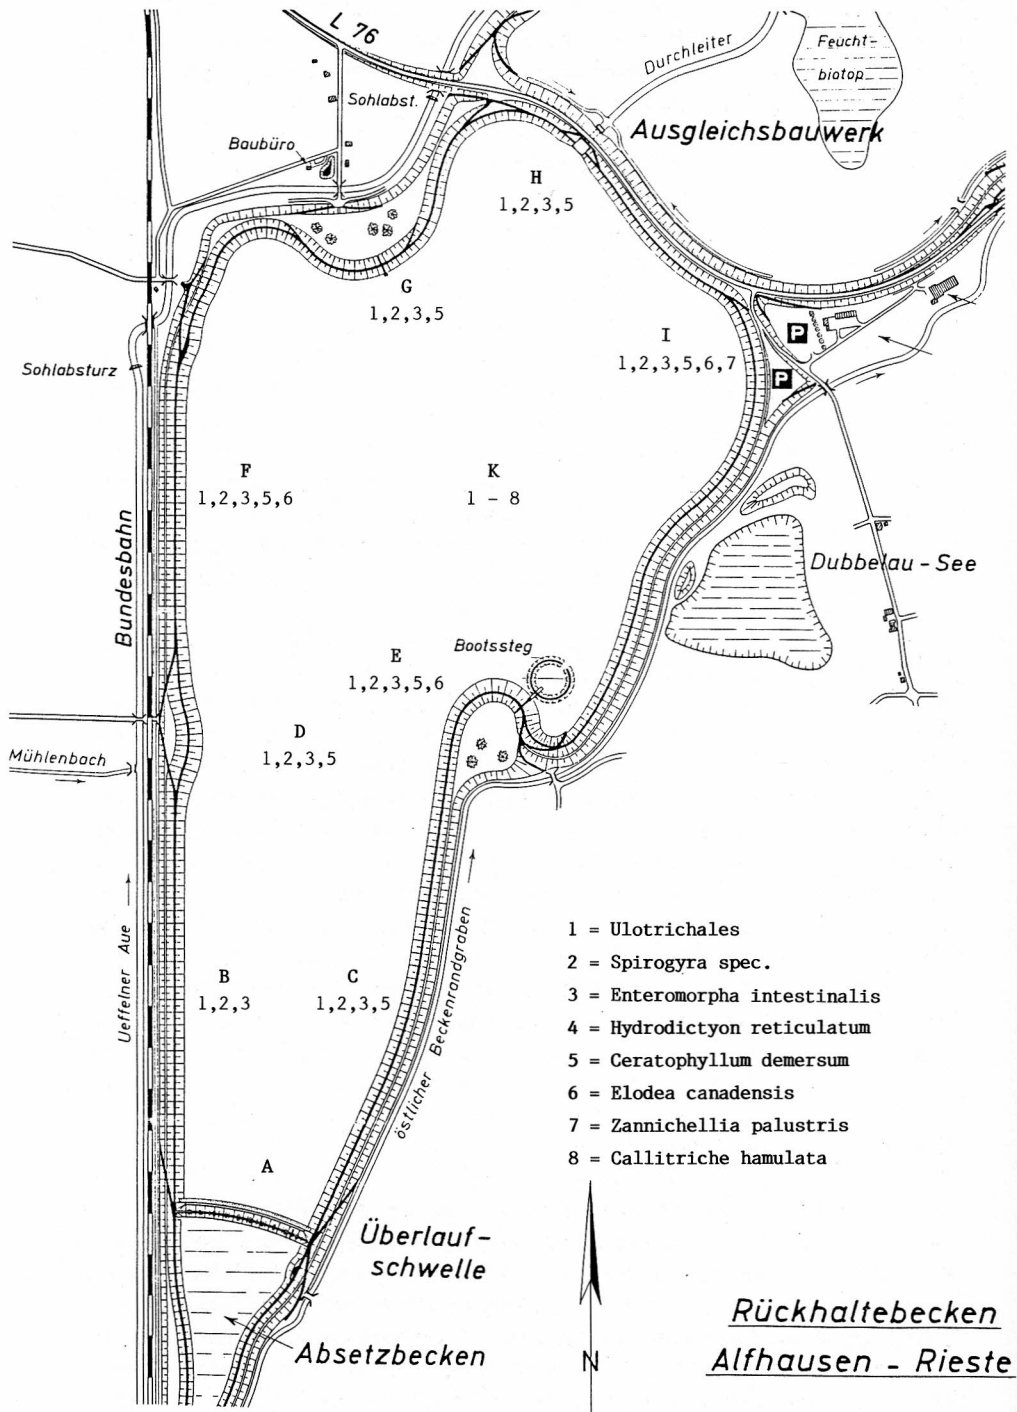 L 76
Durchleiter
Feucht-
biotop
Sohlabst.
Ausgleichsbauwerk
Baubüro
H
1,2,3,5
G
1,2,3,5
I
1,2,3,5,6,7
P
P
Sohlabsturz
F
1,2,3,5,6
K
1 - 8
Bundesbahn
Dubbelau - See
Bootssteg
E
1,2,3,5,6
D
1,2,3,5
Mühlenbach
Ueffelner Aue
B
1,2,3
C
1,2,3,5
östlicher Beckenrandgraben
1 = Ulotrichales
2 = Spirogyra spec.
3 = Enteromorpha intestinalis
4 = Hydrodictyon reticulatum
5 = Ceratophyllum demersum
6 = Elodea canadensis
7 = Zannichellia palustris
8 = Callitriche hamulata
A
Überlauf-
schwelle
Absetzbecken
N
Rückhaltebecken
Alfhausen - Rieste